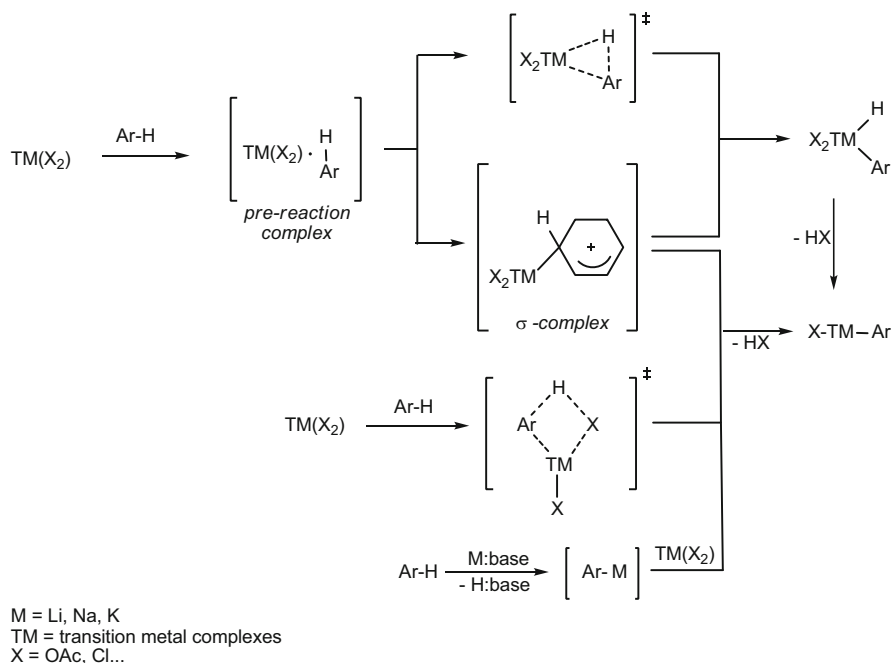 H
‡
X₂TM
Ar
H
Ar-H
H
TM(X₂)
TM(X₂) ·
Ar
X₂TM
Ar
pre-reaction
complex
H
+
- HX
X₂TM
σ -complex
- HX
X-TM–Ar
‡
H
TM(X₂)
Ar-H
Ar
X
TM
X
Ar-H
M:base
- H:base
Ar- M
TM(X₂)
M = Li, Na, K
TM = transition metal complexes
X = OAc, Cl...